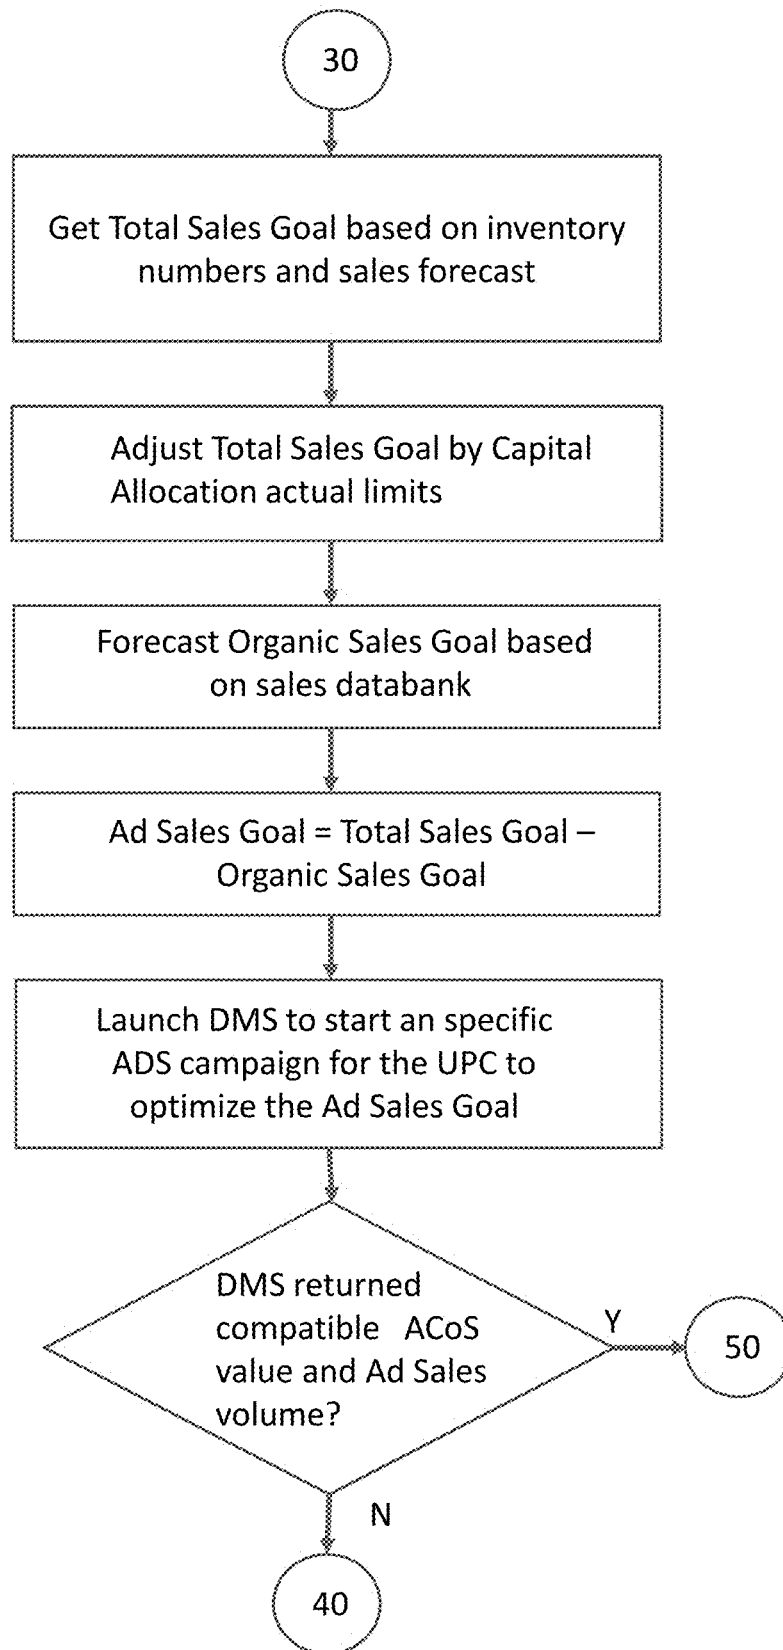 30
Get Total Sales Goal based on inventory
numbers and sales forecast
Adjust Total Sales Goal by Capital
Allocation actual limits
Forecast Organic Sales Goal based
on sales databank
Ad Sales Goal = Total Sales Goal –
Organic Sales Goal
Launch DMS to start an specific
ADS campaign for the UPC to
optimize the Ad Sales Goal
DMS returned
compatible ACoS
value and Ad Sales
volume?
Y
50
N
40